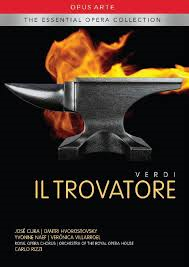 OPUS ARTE
THE ESSENTIAL OPERA COLLECTION
VERDI
IL TROVATORE
JOSÉ CURA | DMITRI HVOROSTOVSKY
YVONNE NAEF | VERÓNICA VILLARROEL
ROYAL OPERA CHORUS | ORCHESTRA OF THE ROYAL OPERA HOUSE
CARLO RIZZI